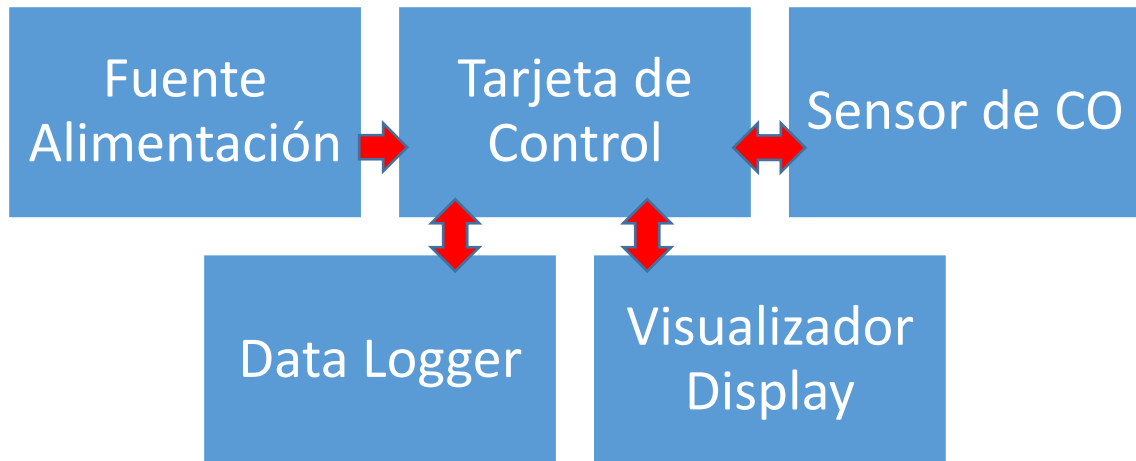 Fuente
Alimentación
Tarjeta de
Control
Sensor de CO
Data Logger
Visualizador
Display